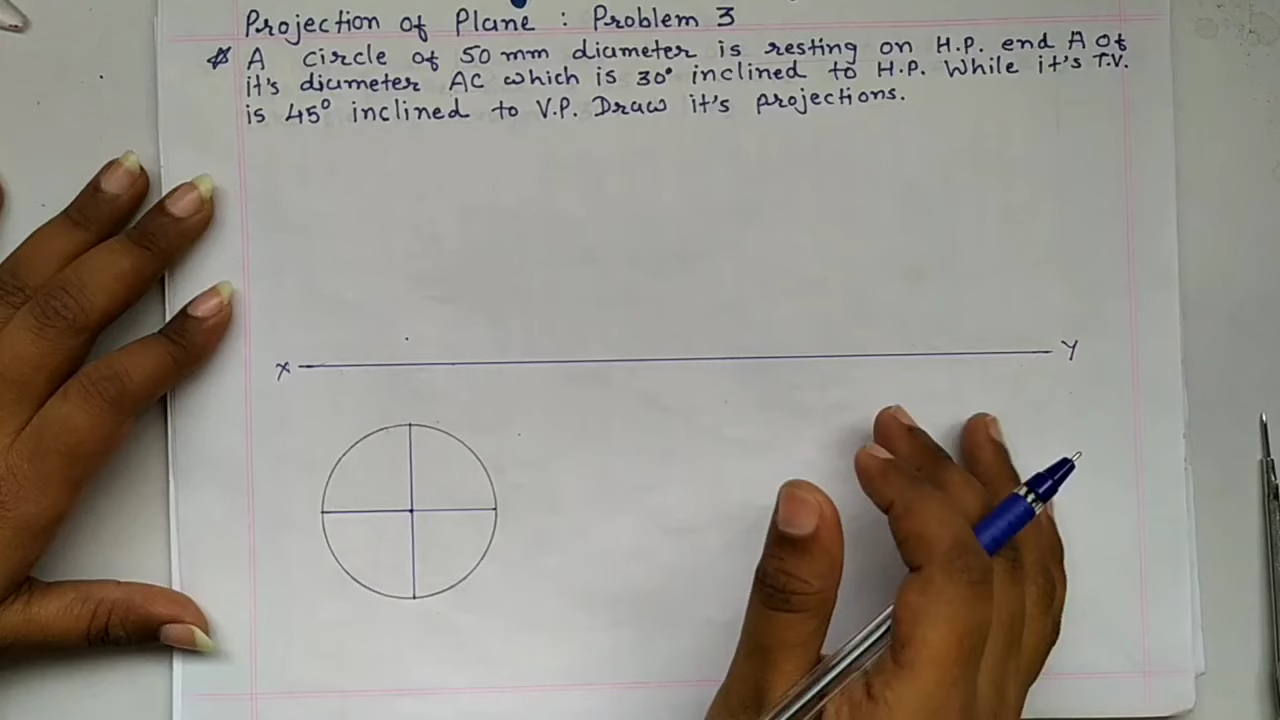 Projection of Plane : Problem 3
A circle of 50 mm diameter is resting on H.P. end A of
it's diameter AC which is 30° inclined to H.P. While it's T.V.
is 45° inclined to V.P. Draw it's projections.
X Y